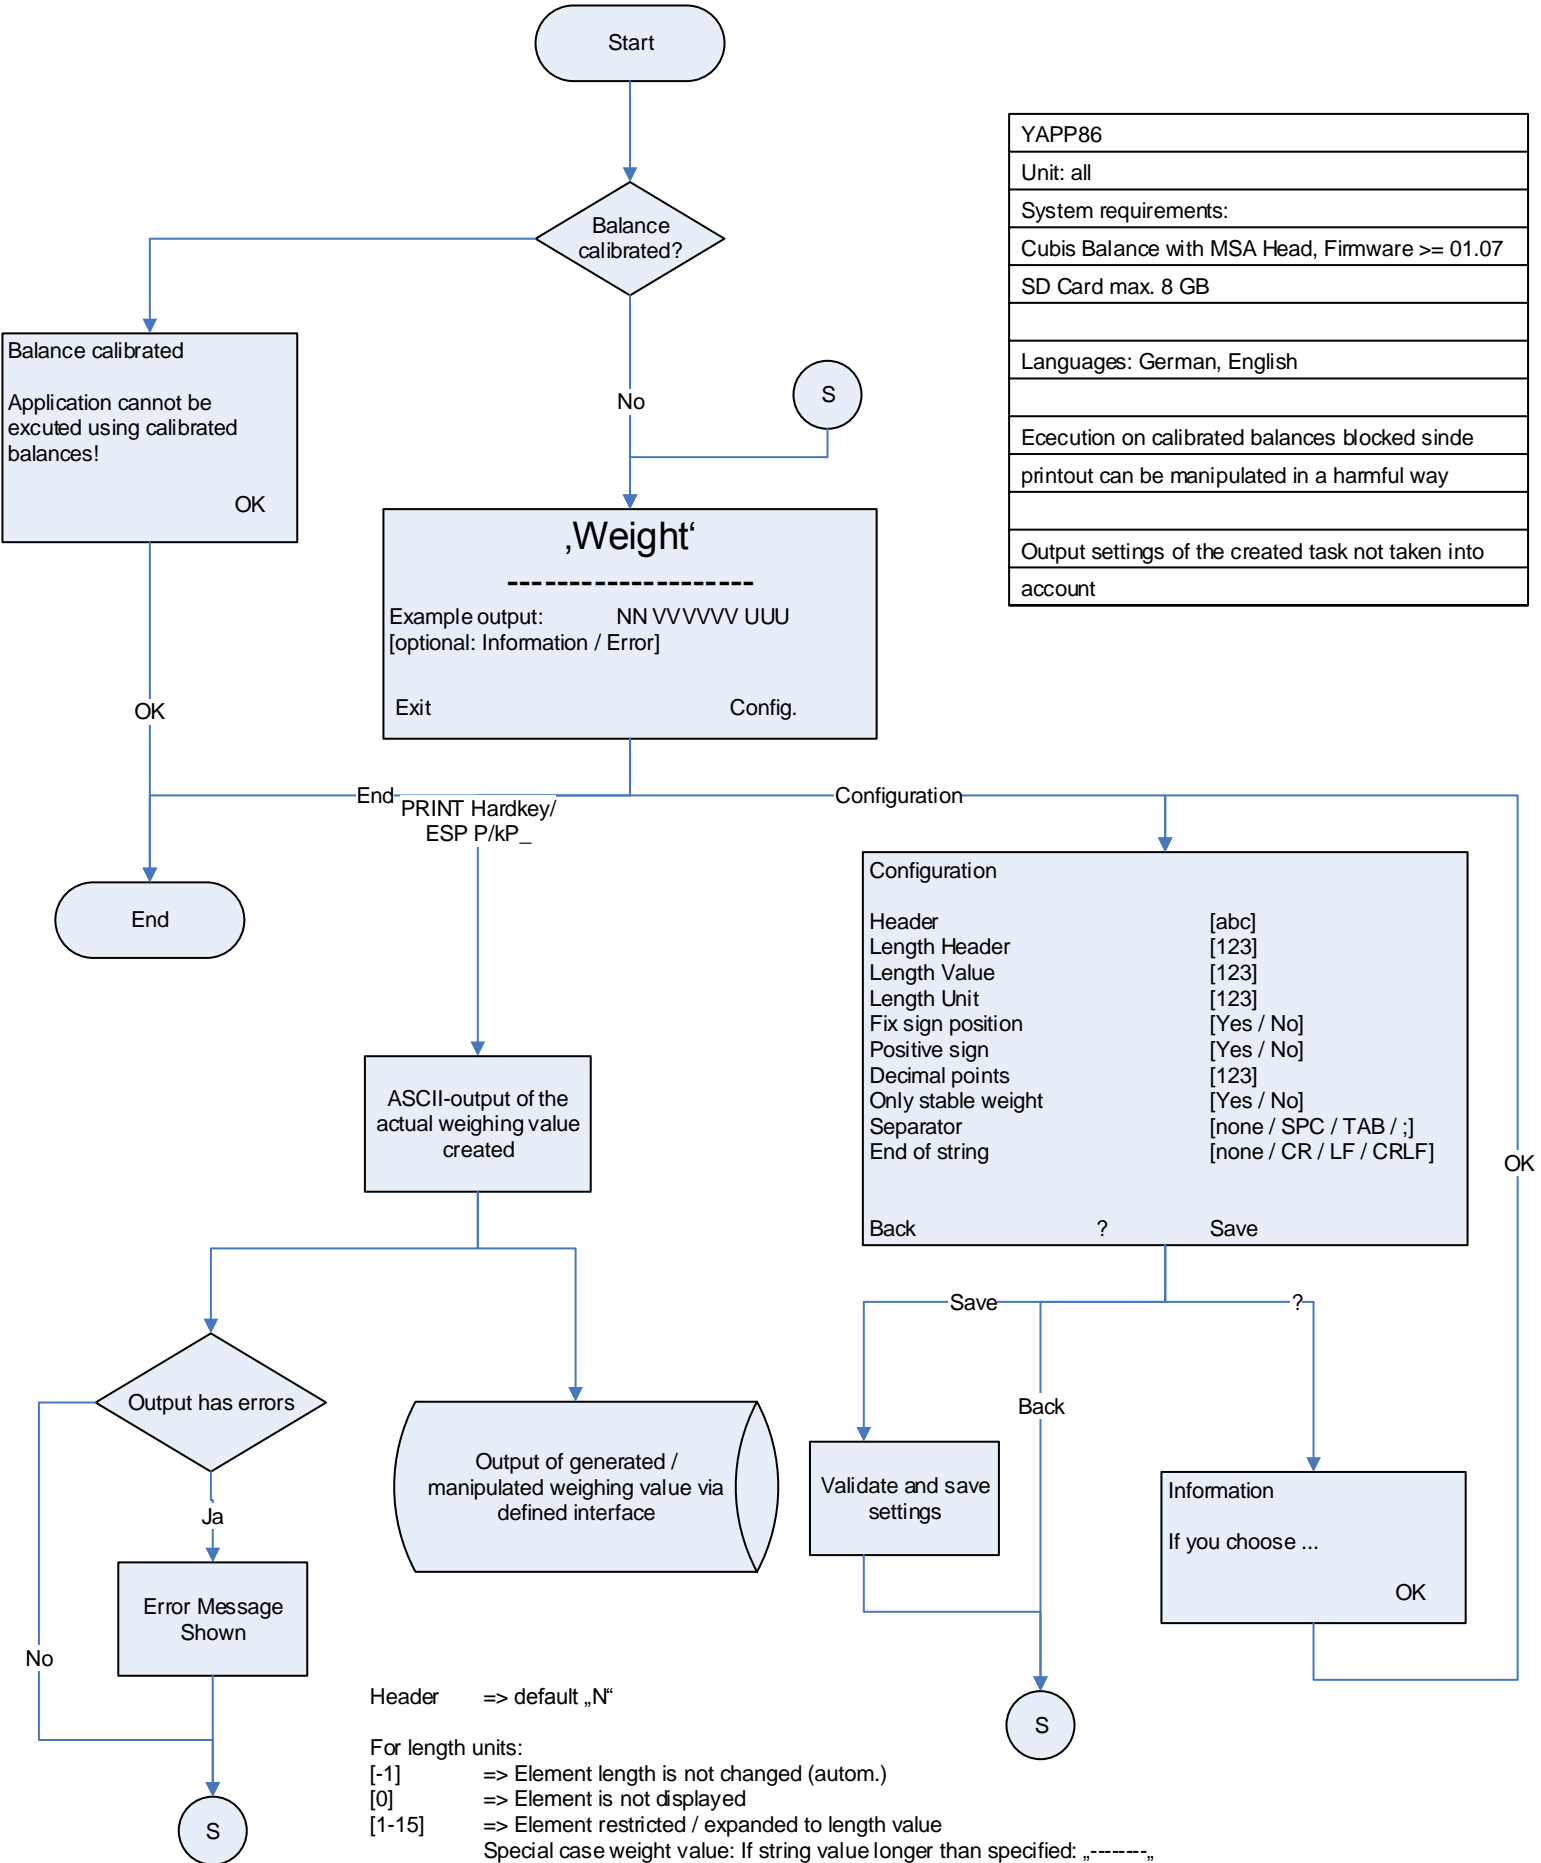 Start
YAPP86
Unit: all
System requirements:
Cubis Balance with MSA Head, Firmware >= 01.07
SD Card max. 8 GB
Languages: German, English
Ececution on calibrated balances blocked sinde
printout can be manipulated in a harmful way
Output settings of the created task not taken into
account
Balance
calibrated?
Balance calibrated
Application cannot be
excuted using calibrated
balances!
OK
No
S
‚Weight‘
--------------------
Example output: NN VVVVVVV UUU
[optional: Information / Error]
Exit Config.
OK
End
PRINT Hardkey/
ESP P/kP_
Configuration
End
Configuration
Header [abc]
Length Header [123]
Length Value [123]
Length Unit [123]
Fix sign position [Yes / No]
Positive sign [Yes / No]
Decimal points [123]
Only stable weight [Yes / No]
Separator [none / SPC / TAB / ;]
End of string [none / CR / LF / CRLF]
Back ? Save
OK
ASCII-output of the
actual weighing value
created
Save
?
Back
Output has errors
Output of generated /
manipulated weighing value via
defined interface
Validate and save
settings
Information
If you choose ...
OK
Ja
Error Message
Shown
No
S
S
Header => default „N“
For length units:
[-1] => Element length is not changed (autom.)
[0] => Element is not displayed
[1-15] => Element restricted / expanded to length value
Special case weight value: If string value longer than specified: „--------„